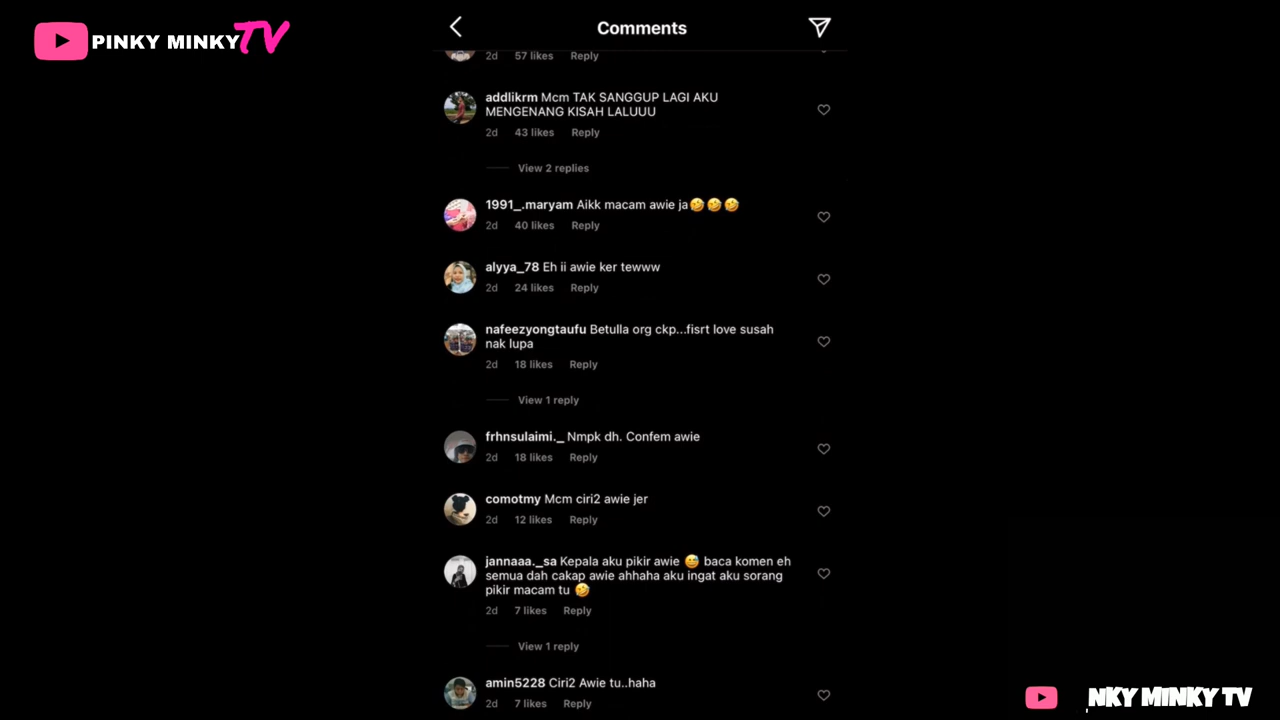 PINKY MINKY TV
Comments
2d 57 likes Reply
addlikrm Mcm TAK SANGGUP LAGI AKU
MENGENANG KISAH LALUUU
2d 43 likes Reply
View 2 replies
1991_.maryam Aikk macam awie ja🤣🤣🤣
2d 40 likes Reply
alyya_78 Eh ii awie ker tewww
2d 24 likes Reply
nafeezyongtaufu Betulla org ckp...fisrt love susah
nak lupa
2d 18 likes Reply
View 1 reply
frhnsulaimi._ Nmpk dh. Confem awie
2d 18 likes Reply
comotmy Mcm ciri2 awie jer
2d 12 likes Reply
jannaaa._sa Kepala aku pikir awie 😅 baca komen eh
semua dah cakap awie ahhaha aku ingat aku sorang
pikir macam tu 🤣
2d 7 likes Reply
View 1 reply
amin5228 Ciri2 Awie tu..haha
2d 7 likes Reply
NKY MINKY TV